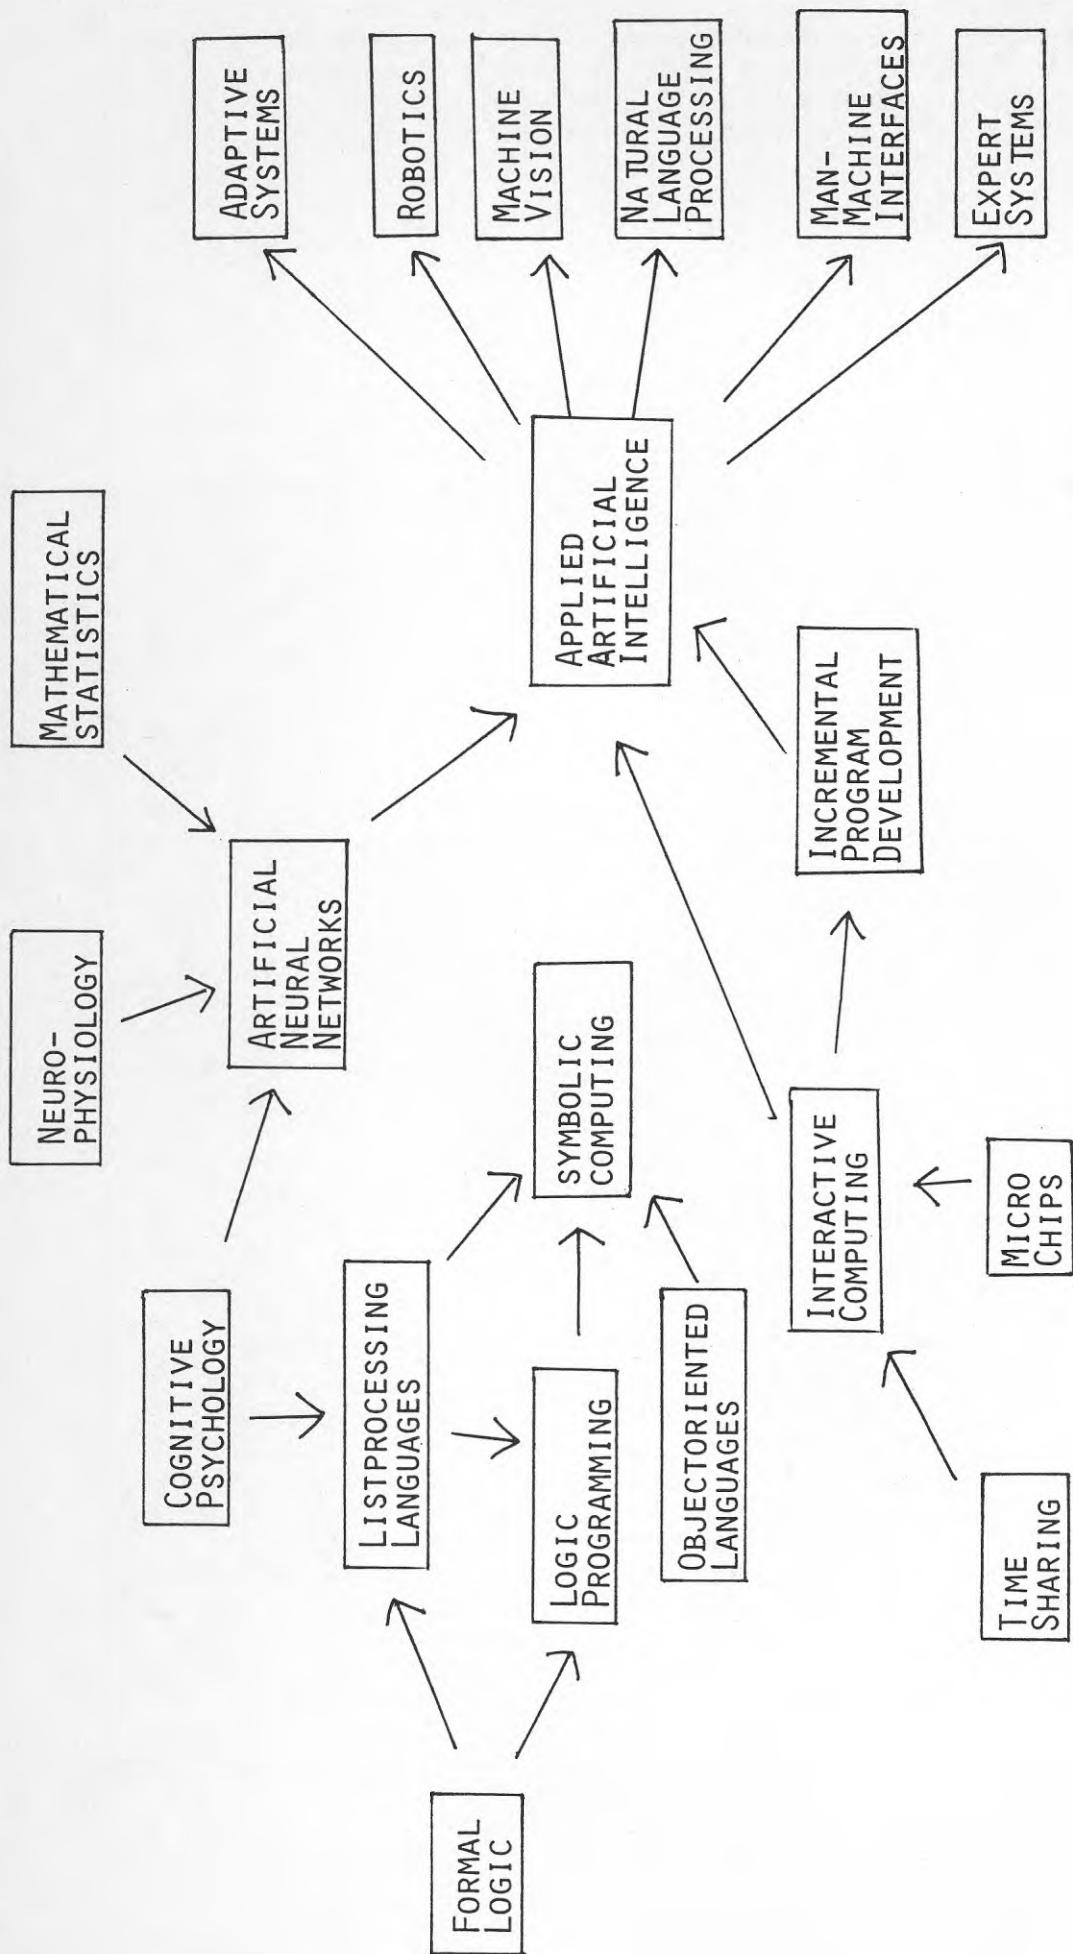 FORMAL
LOGIC
COGNITIVE
PSYCHOLOGY
LISTPROCESSING
LANGUAGES
LOGIC
PROGRAMMING
OBJECTORIENTED
LANGUAGES
TIME
SHARING
NEURO-
PHYSIOLOGY
MATHEMATICAL
STATISTICS
ARTIFICIAL
NEURAL
NETWORKS
SYMBOLIC
COMPUTING
INTERACTIVE
COMPUTING
MICRO
CHIPS
INCREMENTAL
PROGRAM
DEVELOPMENT
APPLIED
ARTIFICIAL
INTELLIGENCE
ADAPTIVE
SYSTEMS
ROBOTICS
MACHINE
VISION
NATURAL
LANGUAGE
PROCESSING
MAN-
MACHINE
INTERFACES
EXPERT
SYSTEMS